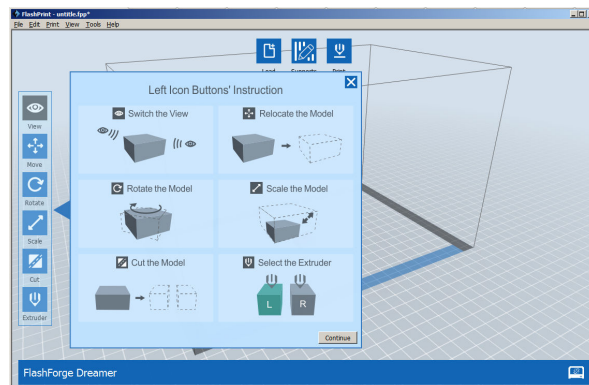 FlashPrint - untitle.fpp*
File Edit Print View Tools Help
Load Supports Print
Left Icon Buttons' Instruction
Switch the View
Relocate the Model
View
Move
Rotate the Model
Scale the Model
Rotate
Scale
Cut the Model
Select the Extruder
Cut
L R
Extruder
Continue
FlashForge Dreamer